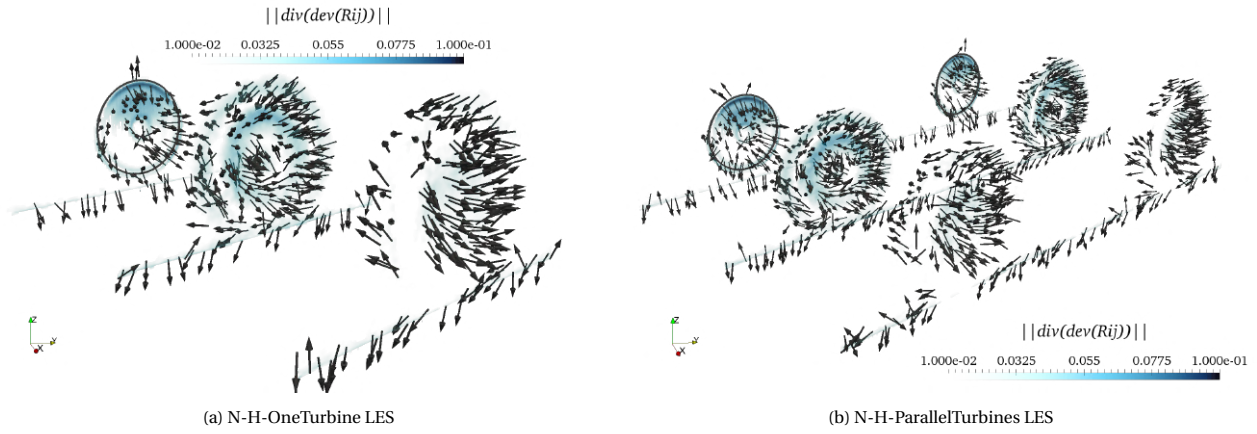 ||div(dev(Rij))||
1.000e-02 0.0325 0.055 0.0775 1.000e-01
Z
Y
X
(a) N-H-OneTurbine LES
Z
Y
X
||div(dev(Rij))||
1.000e-02 0.0325 0.055 0.0775 1.000e-01
(b) N-H-ParallelTurbines LES